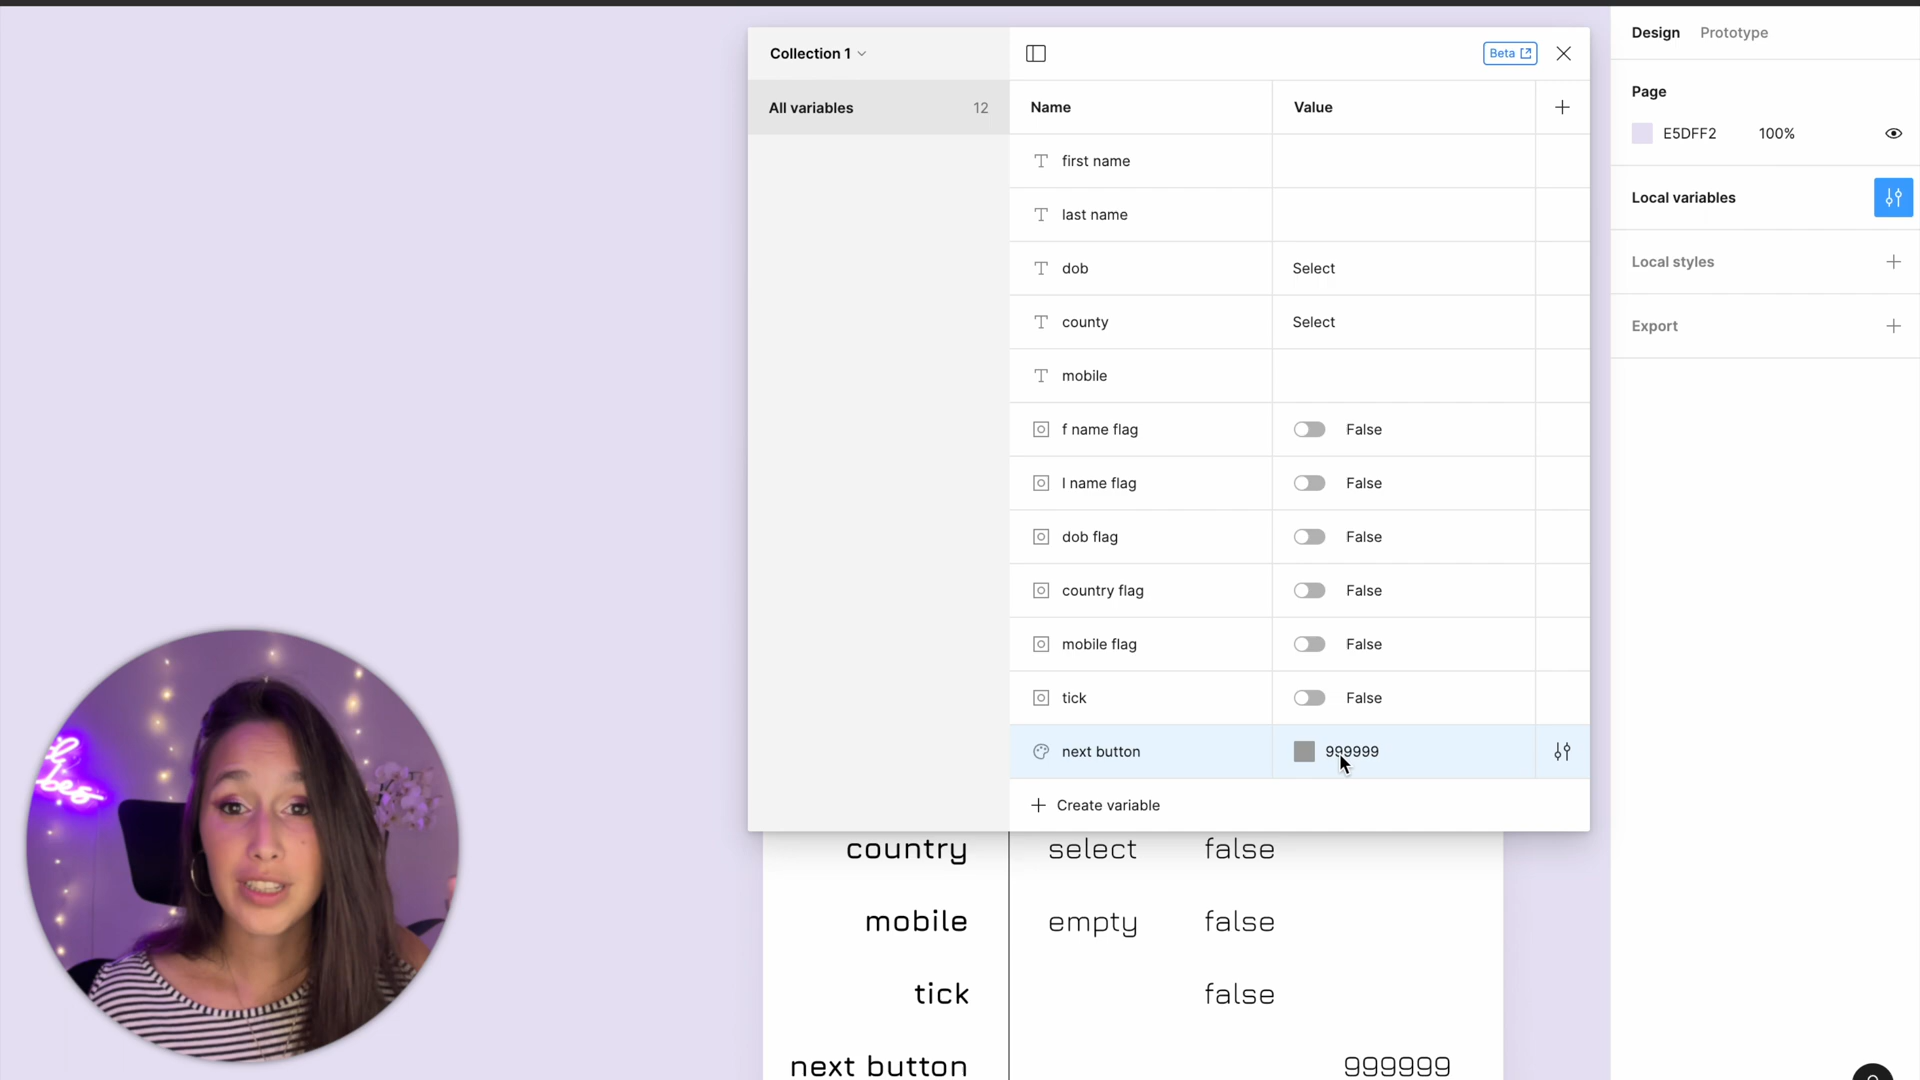 Collection 1
Beta
All variables 12
Name Value
first name
last name
dob Select
county Select
mobile
f name flag False
l name flag False
dob flag False
country flag False
mobile flag False
tick False
next button 999999
Create variable
country select false
mobile empty false
tick false
next button 999999
Design Prototype
Page
E5DFF2 100%
Local variables
Local styles
Export